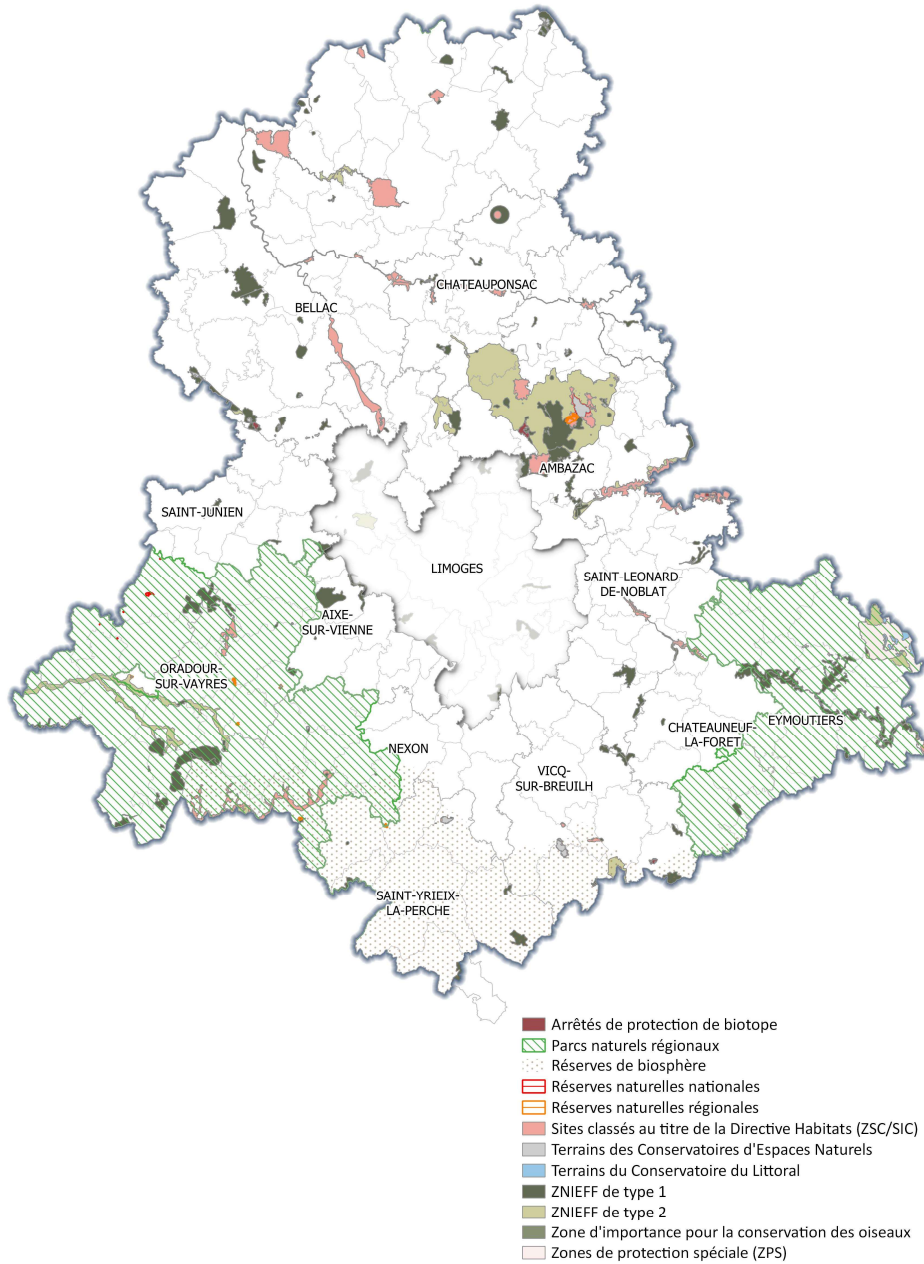 CHATEAUPONSAC
BELLAC
AMBAZAC
SAINT-JUNIEN
LIMOGES
SAINT LEONARD
DE-NOBLAT
AIXE-
SUR-VIENNE
ORADOUR-
SUR-VAYRES
CHATEAUNEUF-
LA-FORET
EYMOUTIERS
NEXON
VICQ-
SUR-BREUILH
SAINT-YRIEIX-
LA-PERCHE
Arrêtés de protection de biotope
Parcs naturels régionaux
Réserves de biosphère
Réserves naturelles nationales
Réserves naturelles régionales
Sites classés au titre de la Directive Habitats (ZSC/SIC)
Terrains des Conservatoires d'Espaces Naturels
Terrains du Conservatoire du Littoral
ZNIEFF de type 1
ZNIEFF de type 2
Zone d'importance pour la conservation des oiseaux
Zones de protection spéciale (ZPS)